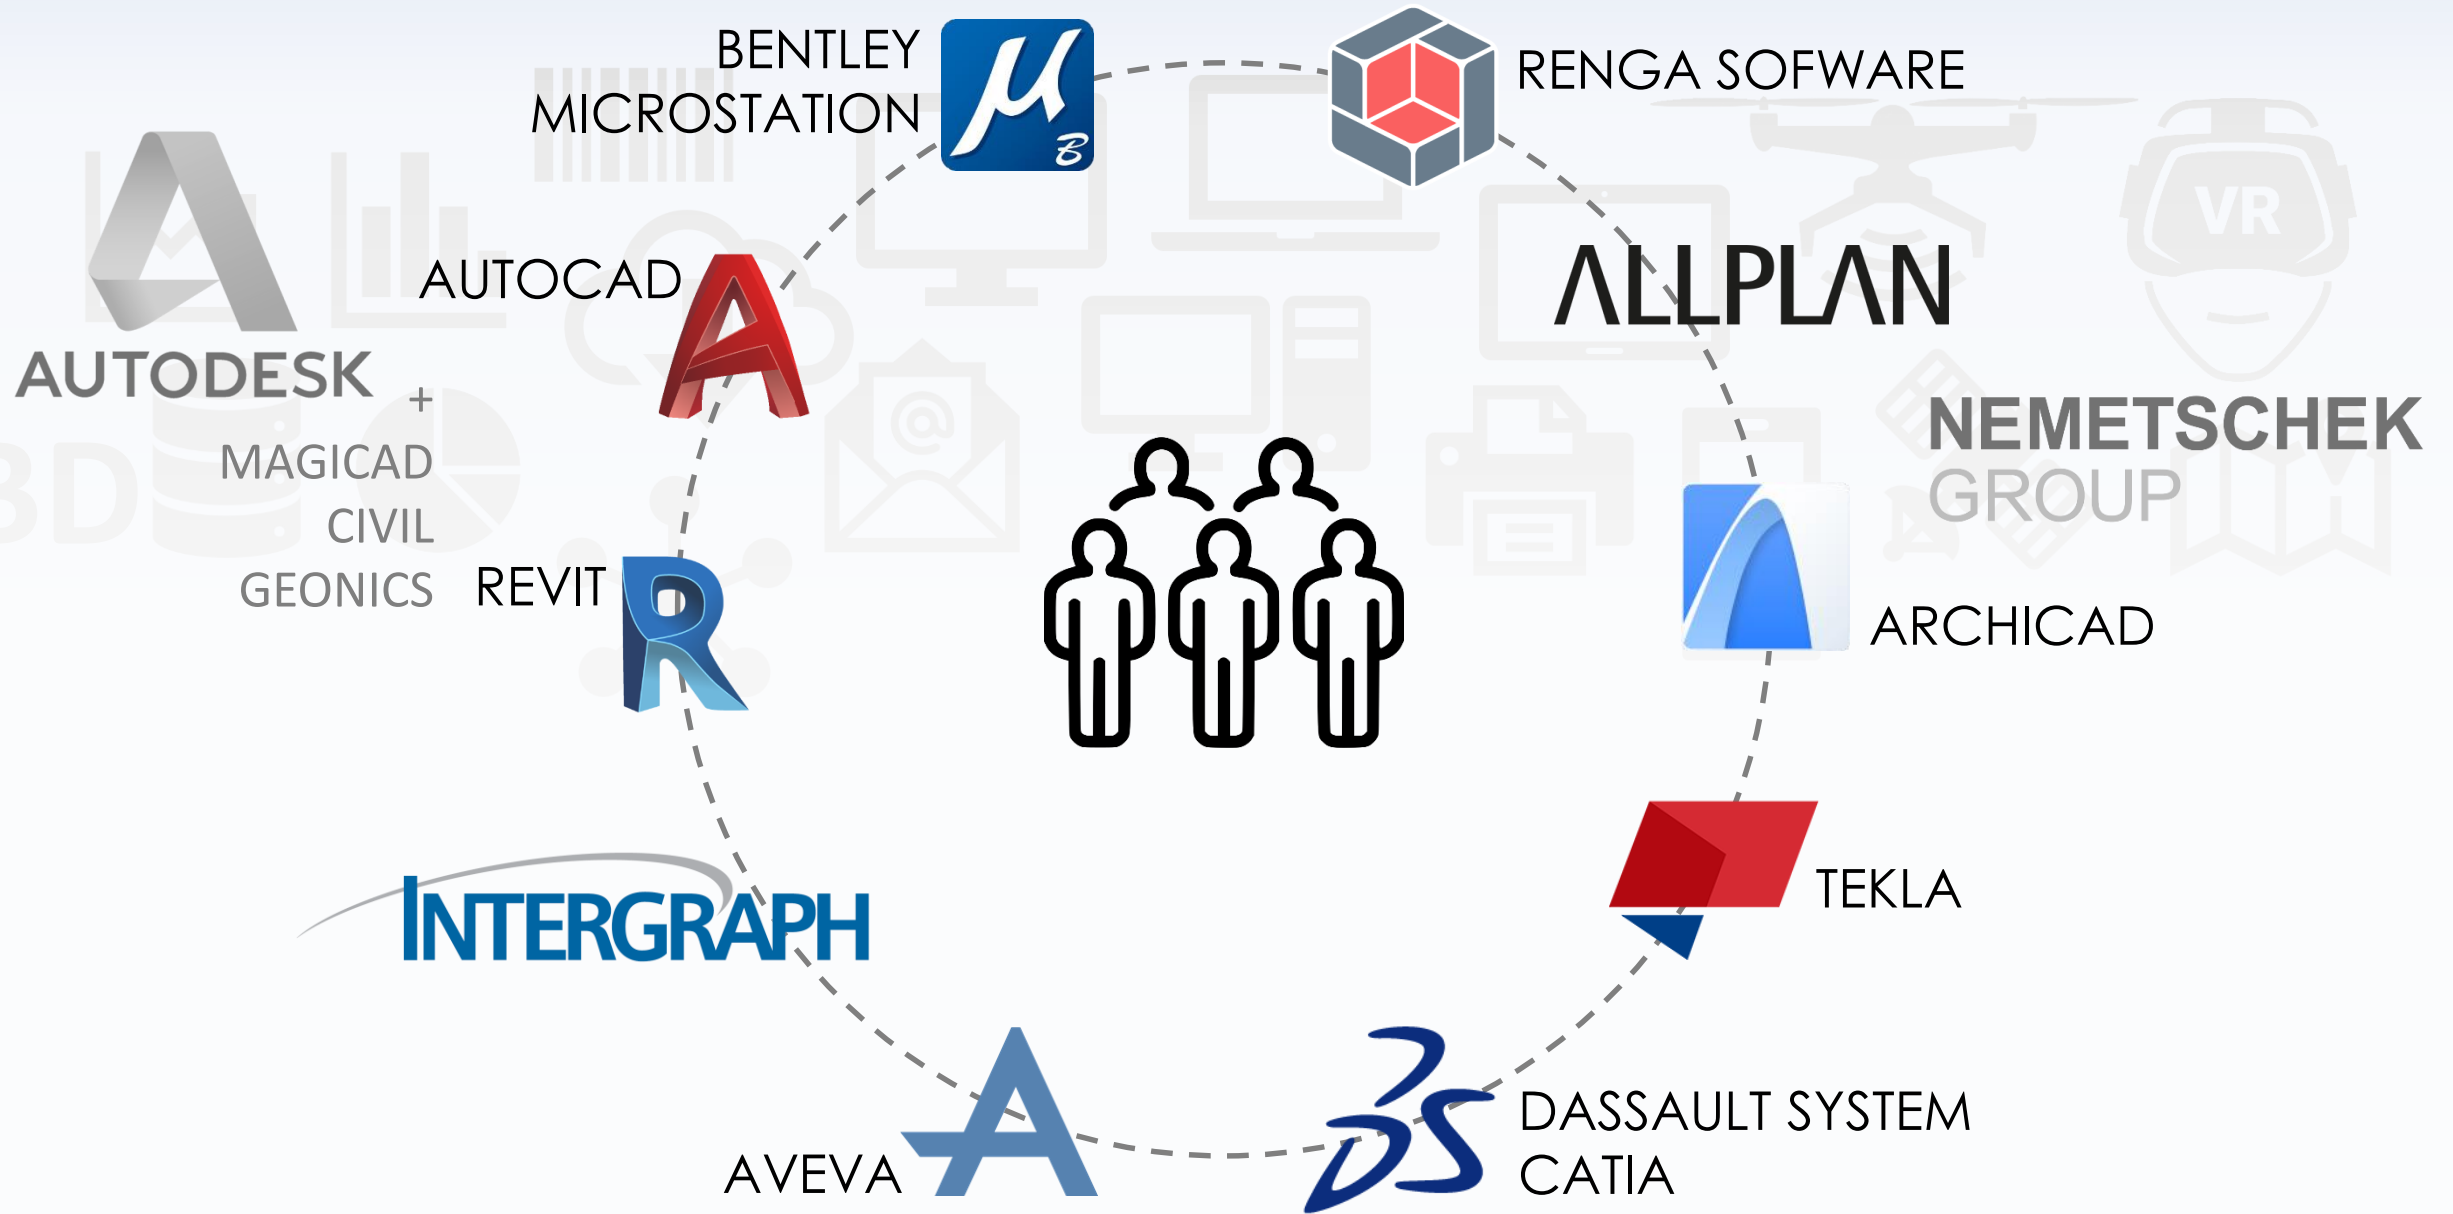 BENTLEY
MICROSTATION
μ
B
RENGA SOFWARE
VR
AUTODESK
AUTOCAD
ALLPLAN
+
MAGICAD
CIVIL
GEONICS
REVIT
NEMETSCHEK
GROUP
@
3D
ARCHICAD
INTERGRAPH
TEKLA
AVEVA
DASSAULT SYSTEM
CATIA